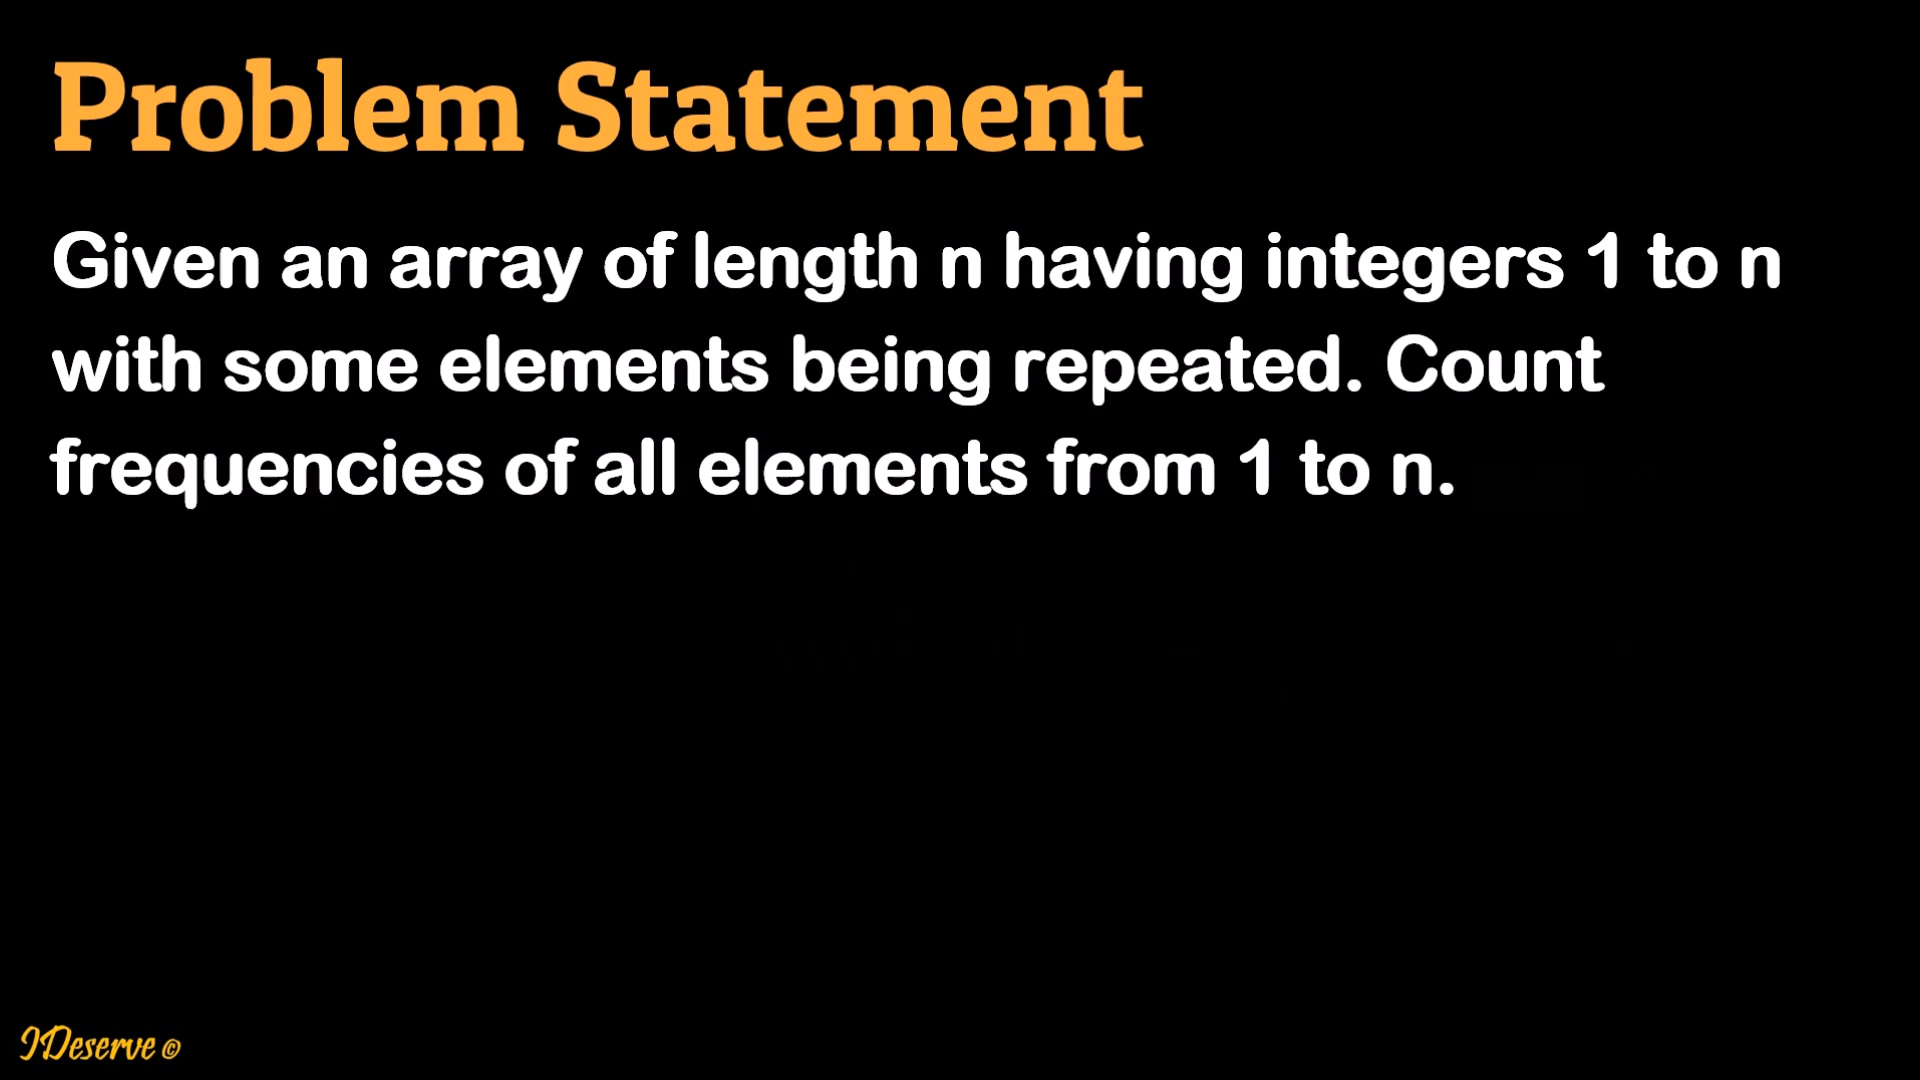 Problem Statement
Given an array of length n having integers 1 to n
with some elements being repeated. Count
frequencies of all elements from 1 to n.
IDeserve ©